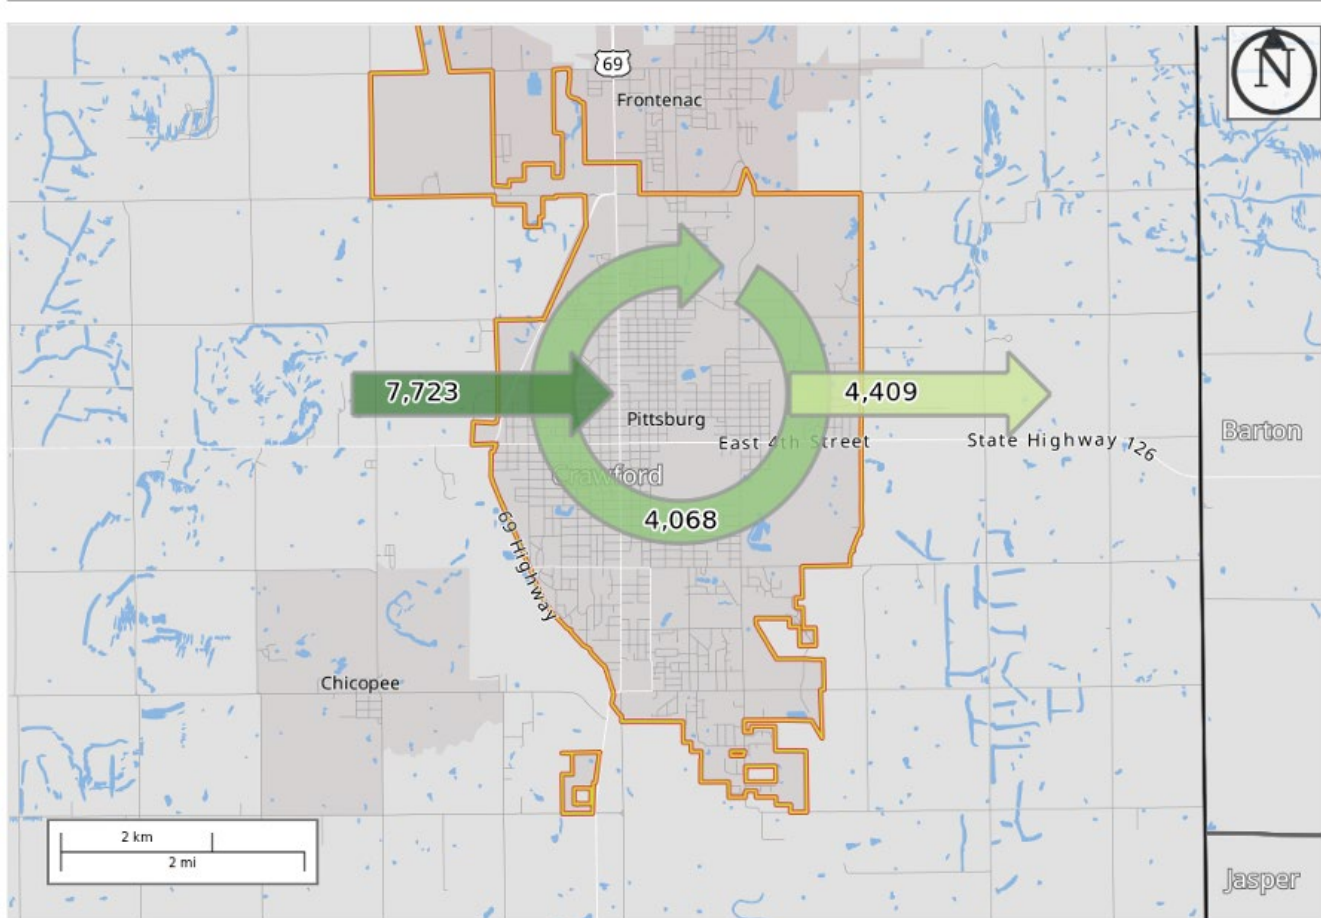 69
N
Frontenac
7,723
4,409
Pittsburg
Barton
East 4th Street
State Highway 126
Crawford
4,068
69 Highway
Chicopee
2 km
2 mi
Jasper